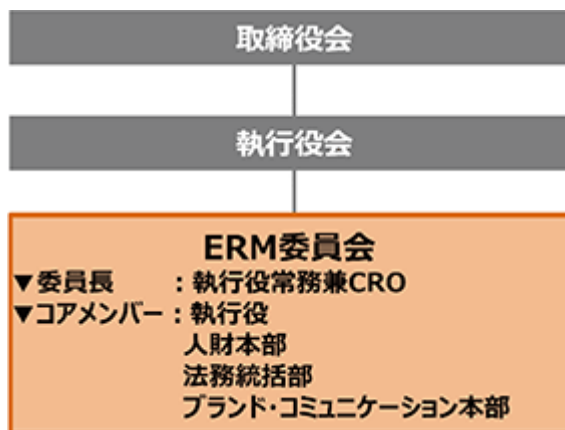 取締役会
執行役会
ERM委員会
▼委員長　：執行役常務兼CRO
▼コアメンバー：執行役
人財本部
法務統括部
ブランド・コミュニケーション本部